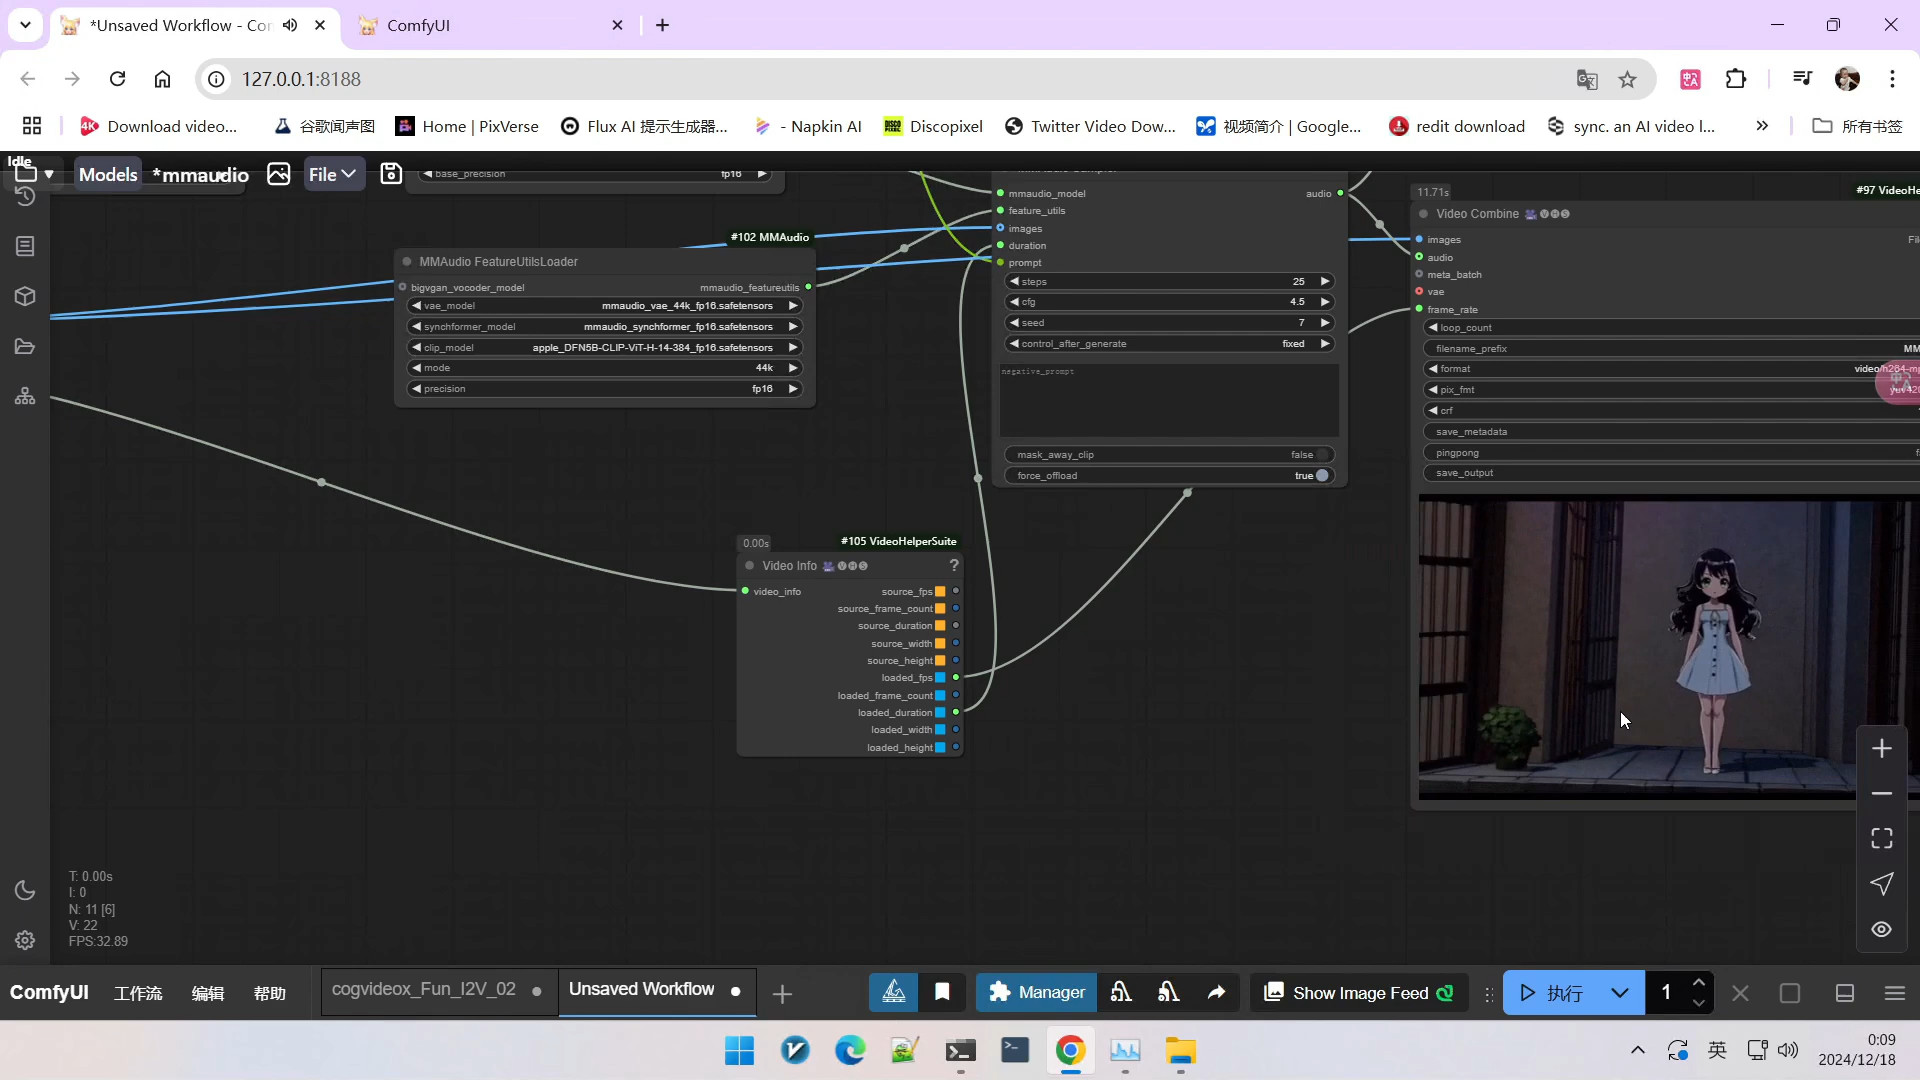 *Unsaved Workflow - Con
ComfyUI
127.0.0.1:8188
Download video...
谷歌闻声图
Home | PixVerse
Flux AI 提示生成器...
- Napkin AI
Discopixel
Twitter Video Dow...
视频简介 | Google...
redit download
sync. an AI video l...
所有书签
Idle
Models
*mmaudio
File
base_precision
fp16
#102 MMAudio
MMAudio FeatureUtilsLoader
bigvgan_vocoder_model
mmaudio_featureutils
vae_model
mmaudio_vae_44k_fp16.safetensors
synchformer_model
mmaudio_synchformer_fp16.safetensors
clip_model
apple_DFN5B-CLIP-ViT-H-14-384_fp16.safetensors
mode
44k
precision
fp16
mmaudio_model
audio
feature_utils
images
duration
prompt
steps
25
cfg
4.5
seed
7
control_after_generate
fixed
negative_prompt
mask_away_clip
false
force_offload
true
11.71s
#97 VideoHe
Video Combine
images
audio
meta_batch
vae
frame_rate
loop_count
filename_prefix
MM
format
video/h264-mp
pix_fmt
yuv420
crf
save_metadata
pingpong
save_output
0.00s
#105 VideoHelperSuite
Video Info
?
video_info
source_fps
source_frame_count
source_duration
source_width
source_height
loaded_fps
loaded_frame_count
loaded_duration
loaded_width
loaded_height
T: 0.00s
I: 0
N: 11 [6]
V: 22
FPS:32.89
ComfyUI
工作流
编辑
帮助
cogvideox_Fun_I2V_02
Unsaved Workflow
Manager
Show Image Feed
执行
1
英
0:09
2024/12/18